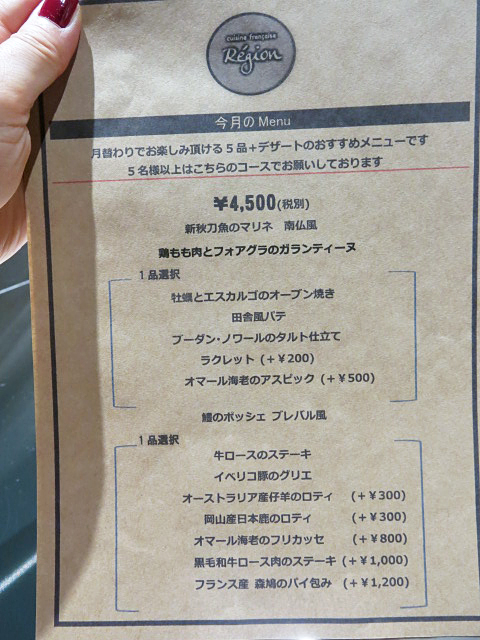 cuisine française
Région
今月のMenu
月替わりでお楽しみ頂ける5品+デザートのおすすめメニューです
5名様以上はこちらのコースでお願いしております
¥4,500(税別)
新秋刀魚のマリネ 南仏風
鶏もも肉とフォアグラのガランティーヌ
1品選択
牡蠣とエスカルゴのオーブン焼き
田舎風パテ
ブーダン・ノワールのタルト仕立て
ラクレット (+¥200)
オマール海老のアスピック (+¥500)
鱧のポッシェ プレバル風
1品選択
牛ロースのステーキ
イベリコ豚のグリエ
オーストラリア産仔羊のロティ (+¥300)
岡山産日本鹿のロティ (+¥300)
オマール海老のフリカッセ (+¥800)
黒毛和牛ロース肉のステーキ (+¥1,000)
フランス産 森鳩のパイ包み (+¥1,200)